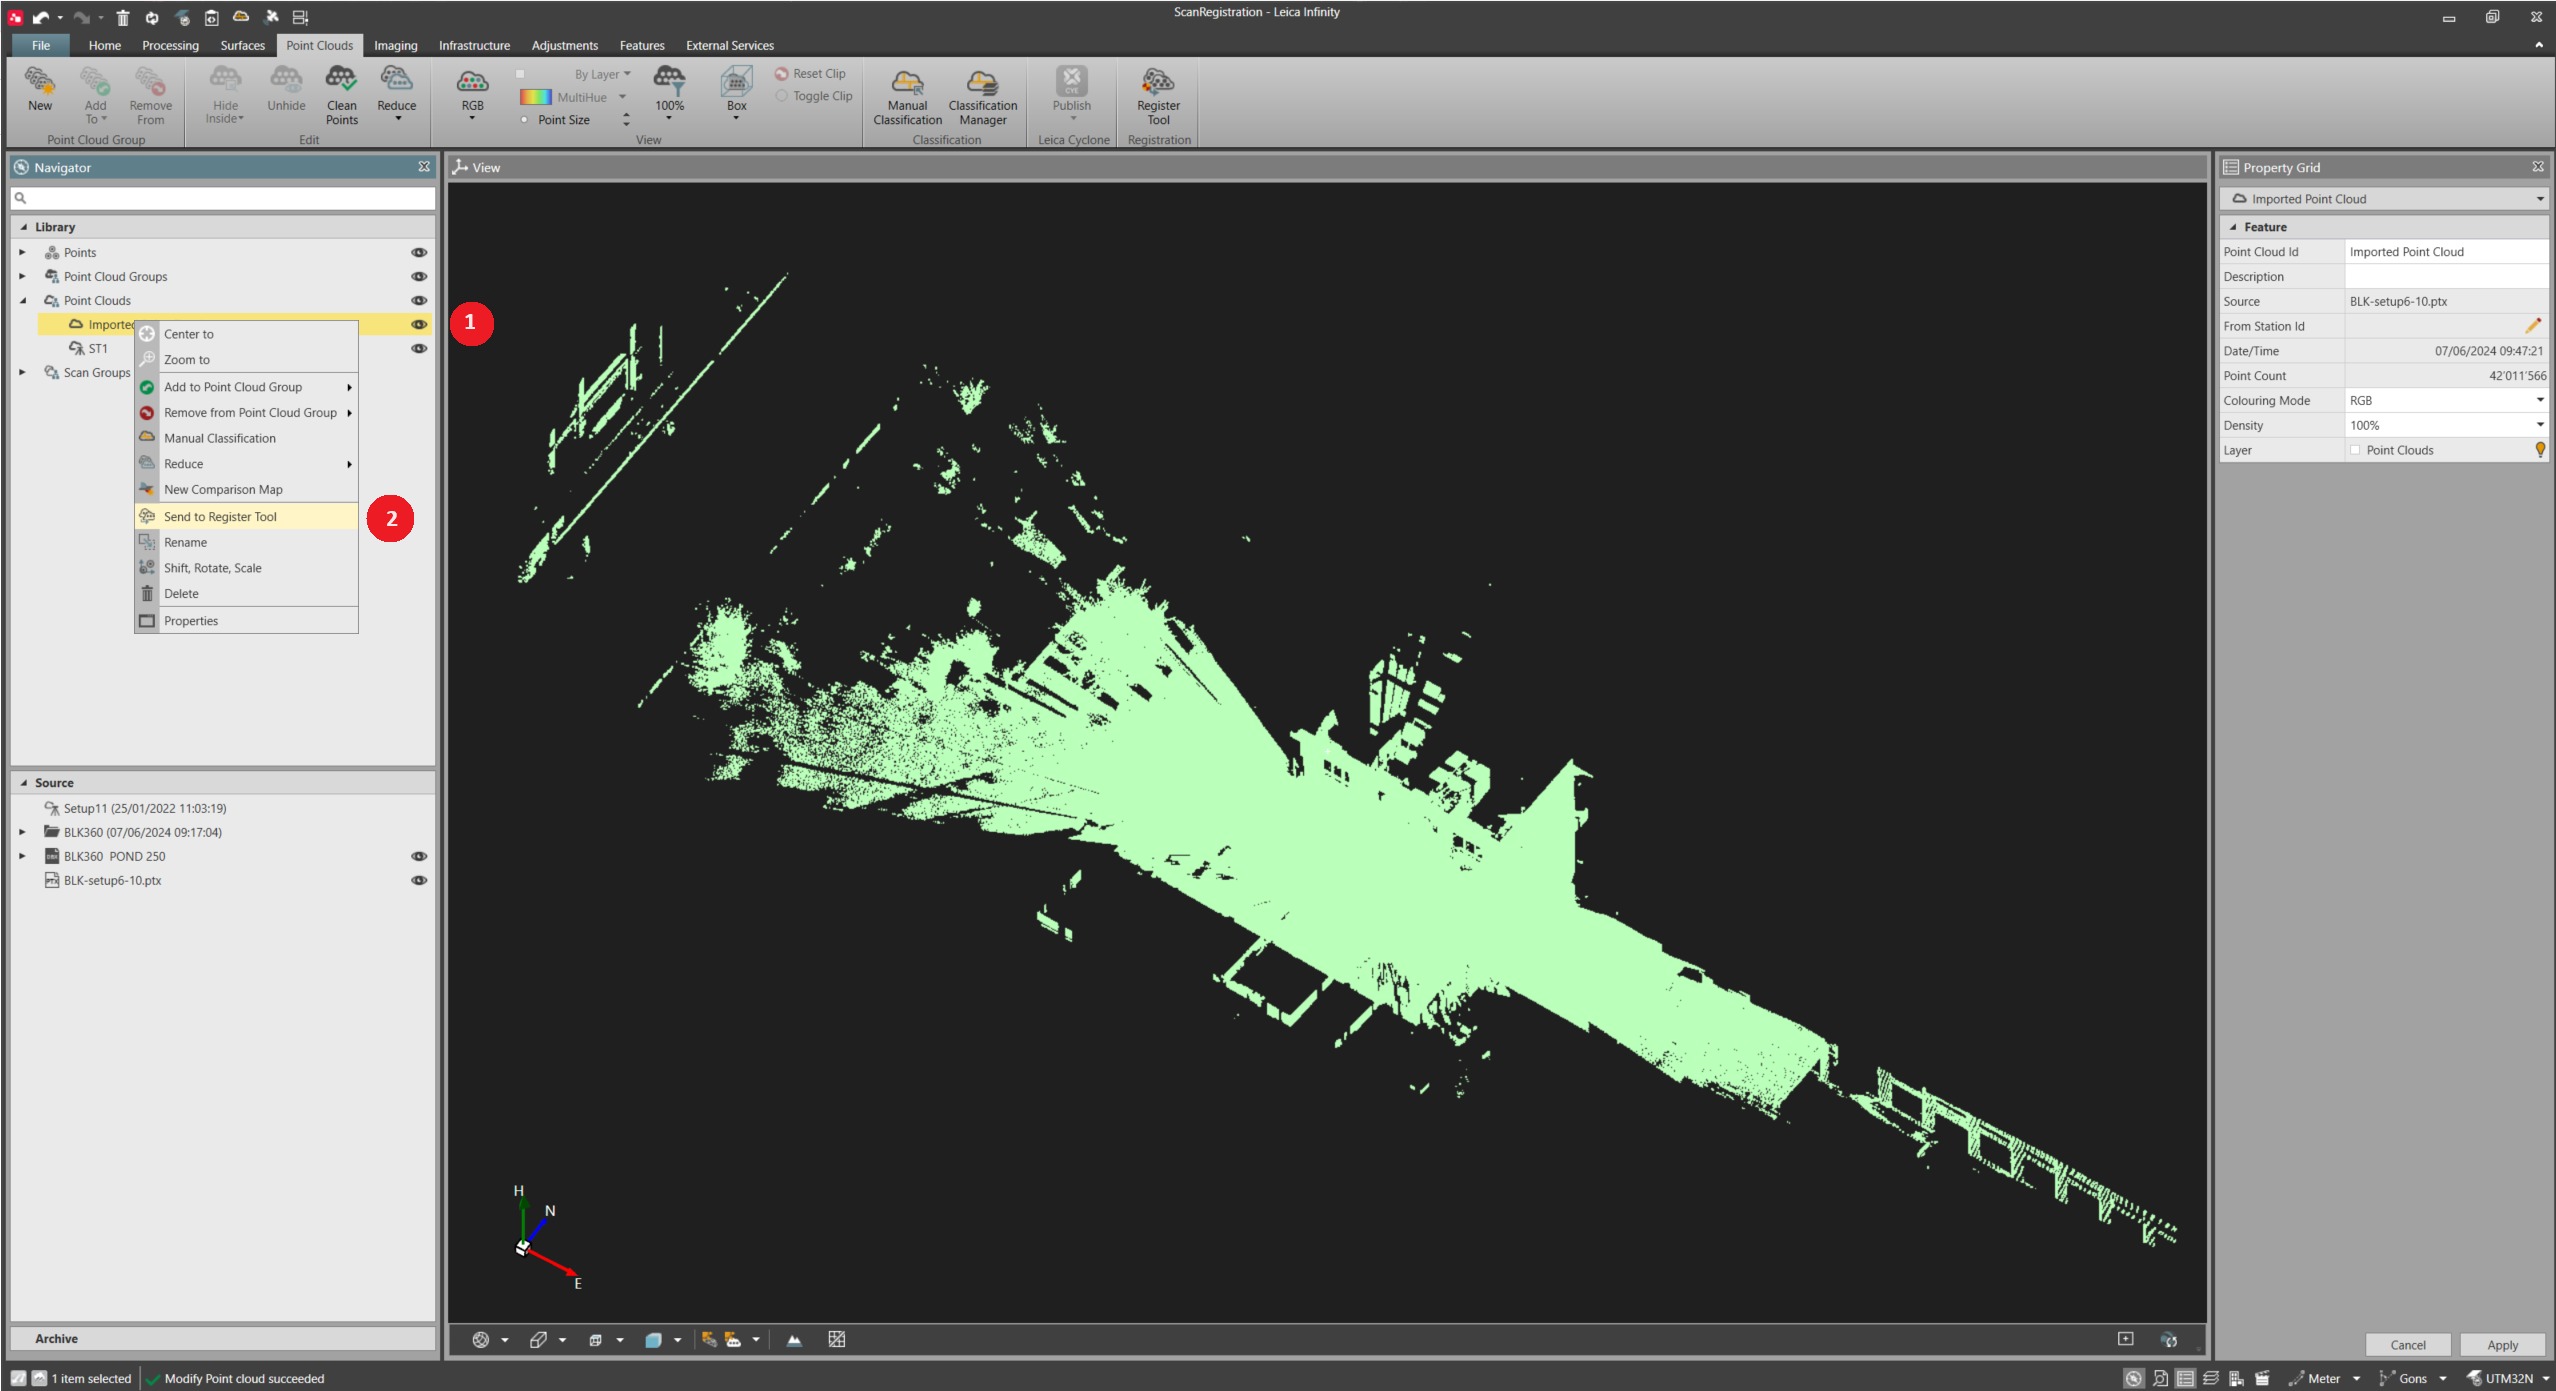 ScanRegistration - Leica Infinity
File Home Processing Surfaces Point Clouds Imaging Infrastructure Adjustments Features External Services
New
Add To
Remove From
Point Cloud Group
Hide Inside
Unhide
Clean Points
Reduce
Edit
RGB
By Layer
MultiHue
Point Size
100%
Box
Reset Clip
Toggle Clip
View
Manual Classification
Classification Manager
Classification
CYC
Publish
Leica Cyclone
Register Tool
Registration
Navigator
Library
Points
Point Cloud Groups
Point Clouds
Imported
ST1
Scan Groups
Center to
Zoom to
Add to Point Cloud Group
Remove from Point Cloud Group
Manual Classification
Reduce
New Comparison Map
Send to Register Tool
Rename
Shift, Rotate, Scale
Delete
Properties
1
2
Source
Setup11 (25/01/2022 11:03:19)
BLK360 (07/06/2024 09:17:04)
BLK360 POND 250
PTX BLK-setup6-10.ptx
Archive
View
H
N
E
Property Grid
Imported Point Cloud
Feature
Point Cloud Id Imported Point Cloud
Description
Source BLK-setup6-10.ptx
From Station Id
Date/Time 07/06/2024 09:47:21
Point Count 42'011'566
Colouring Mode RGB
Density 100%
Layer Point Clouds
Cancel Apply
1 item selected Modify Point cloud succeeded
Meter Gons UTM32N